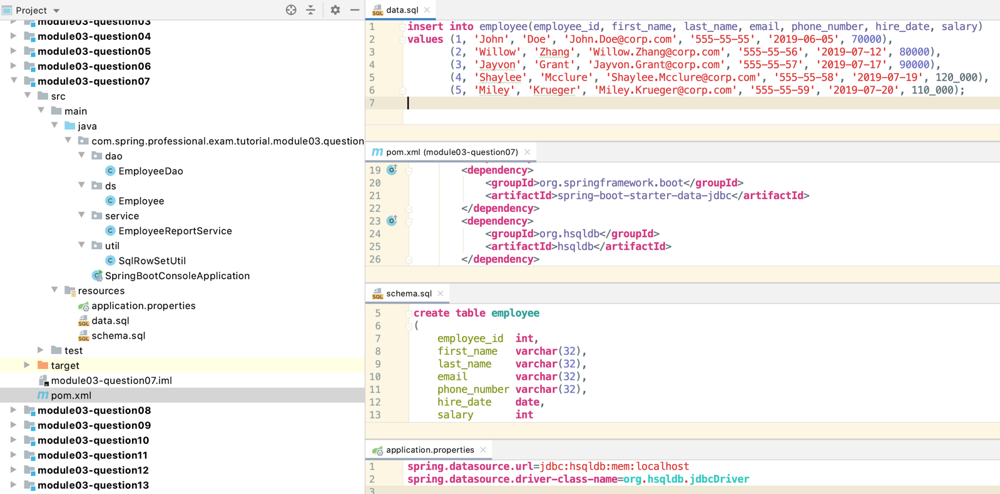 Project
module03-question03
module03-question04
module03-question05
module03-question06
module03-question07
src
main
java
com.spring.professional.exam.tutorial.module03.question
dao
EmployeeDao
ds
Employee
service
EmployeeReportService
util
SqlRowSetUtil
SpringBootConsoleApplication
resources
application.properties
data.sql
schema.sql
test
target
module03-question07.iml
pom.xml
module03-question08
module03-question09
module03-question10
module03-question11
module03-question12
module03-question13
data.sql
1 insert into employee(employee_id, first_name, last_name, email, phone_number, hire_date, salary)
2 values (1, 'John', 'Doe', 'John.Doe@corp.com', '555-55-55', '2019-06-05', 70000),
3 (2, 'Willow', 'Zhang', 'Willow.Zhang@corp.com', '555-55-56', '2019-07-12', 80000),
4 (3, 'Jayvon', 'Grant', 'Jayvon.Grant@corp.com', '555-55-57', '2019-07-17', 90000),
5 (4, 'Shaylee', 'Mcclure', 'Shaylee.Mcclure@corp.com', '555-55-58', '2019-07-19', 120_000),
6 (5, 'Miley', 'Krueger', 'Miley.Krueger@corp.com', '555-55-59', '2019-07-20', 110_000);
7
pom.xml (module03-question07)
19 <dependency>
20 <groupId>org.springframework.boot</groupId>
21 <artifactId>spring-boot-starter-data-jdbc</artifactId>
22 </dependency>
23 <dependency>
24 <groupId>org.hsqldb</groupId>
25 <artifactId>hsqldb</artifactId>
26 </dependency>
schema.sql
5 create table employee
6 (
7 employee_id int,
8 first_name varchar(32),
9 last_name varchar(32),
10 email varchar(32),
11 phone_number varchar(32),
12 hire_date date,
13 salary int
application.properties
1 spring.datasource.url=jdbc:hsqldb:mem:localhost
2 spring.datasource.driver-class-name=org.hsqldb.jdbcDriver
3